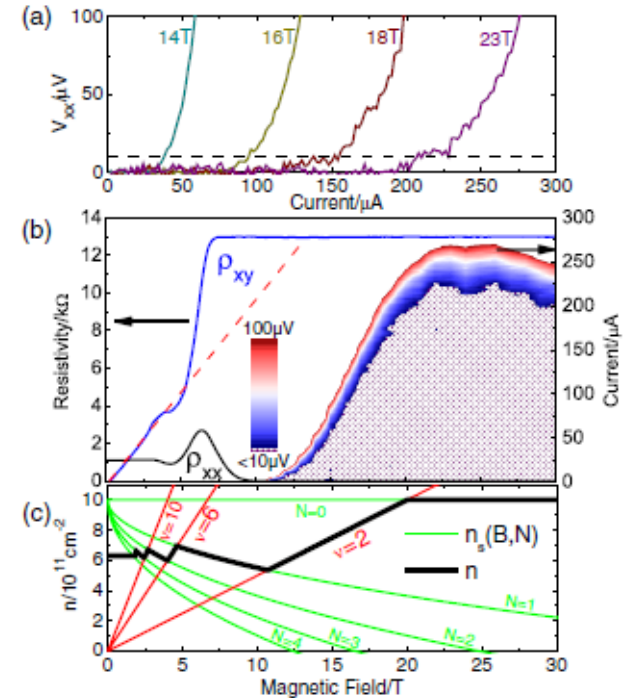 (a)
14T 16T 18T 23T
100
50
0
V_xx/μV
0 50 100 150 200 250 300
Current/μA
(b)
14 300
12 250
10 200
8 150
6 100
4 50
2 0
0
Resistivity/kΩ
Current/μA
ρ_xy
100μV
<10μV
ρ_xx
(c)
10
8
6
4
2
0
n/10^11cm^-2
ν=10
ν=6
ν=2
N=0
n_s(B,N)
n
N=1
N=2
N=3
N=4
0 5 10 15 20 25 30
Magnetic Field/T